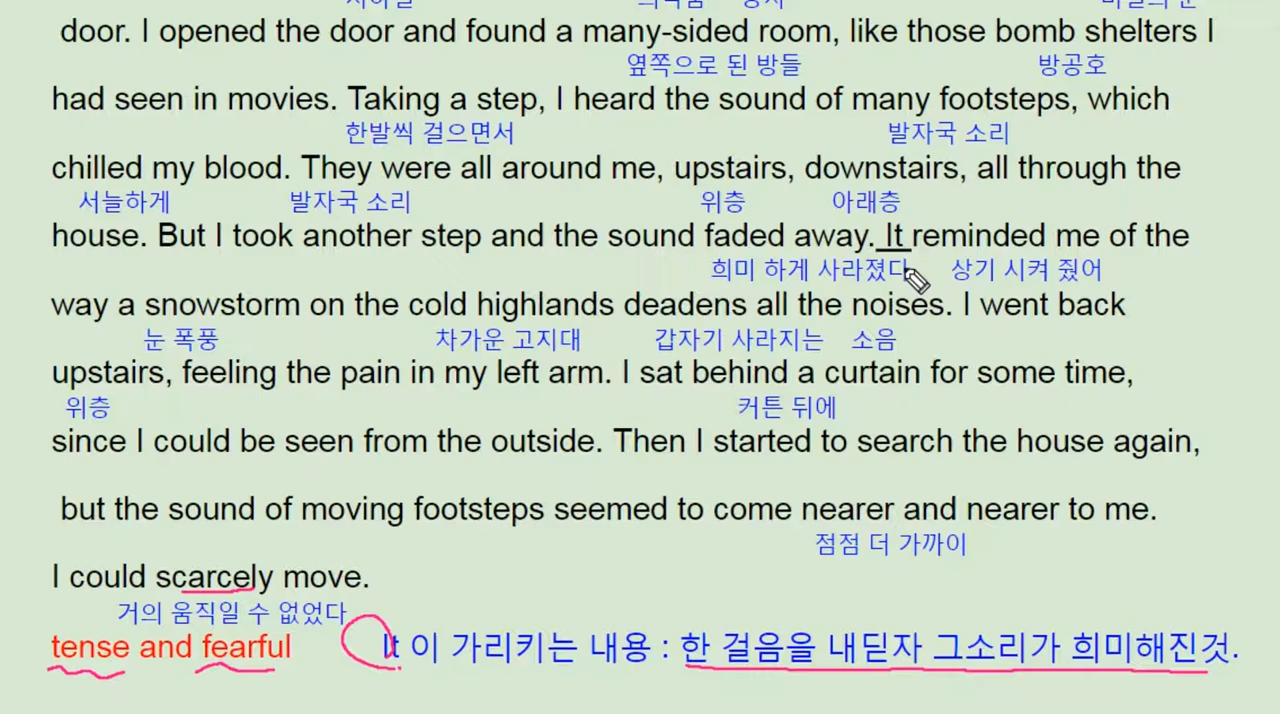 door. I opened the door and found a many-sided room, like those bomb shelters I
옆쪽으로 된 방들 방공호
had seen in movies. Taking a step, I heard the sound of many footsteps, which
한발씩 걸으면서 발자국 소리
chilled my blood. They were all around me, upstairs, downstairs, all through the
서늘하게 발자국 소리 위층 아래층
house. But I took another step and the sound faded away. It reminded me of the
희미 하게 사라졌다 상기 시켜 줬어
way a snowstorm on the cold highlands deadens all the noises. I went back
눈 폭풍 차가운 고지대 갑자기 사라지는 소음
upstairs, feeling the pain in my left arm. I sat behind a curtain for some time,
위층 커튼 뒤에
since I could be seen from the outside. Then I started to search the house again,
but the sound of moving footsteps seemed to come nearer and nearer to me.
점점 더 가까이
I could scarcely move.
거의 움직일 수 없었다
tense and fearful It 이 가리키는 내용 : 한 걸음을 내딛자 그소리가 희미해진것.